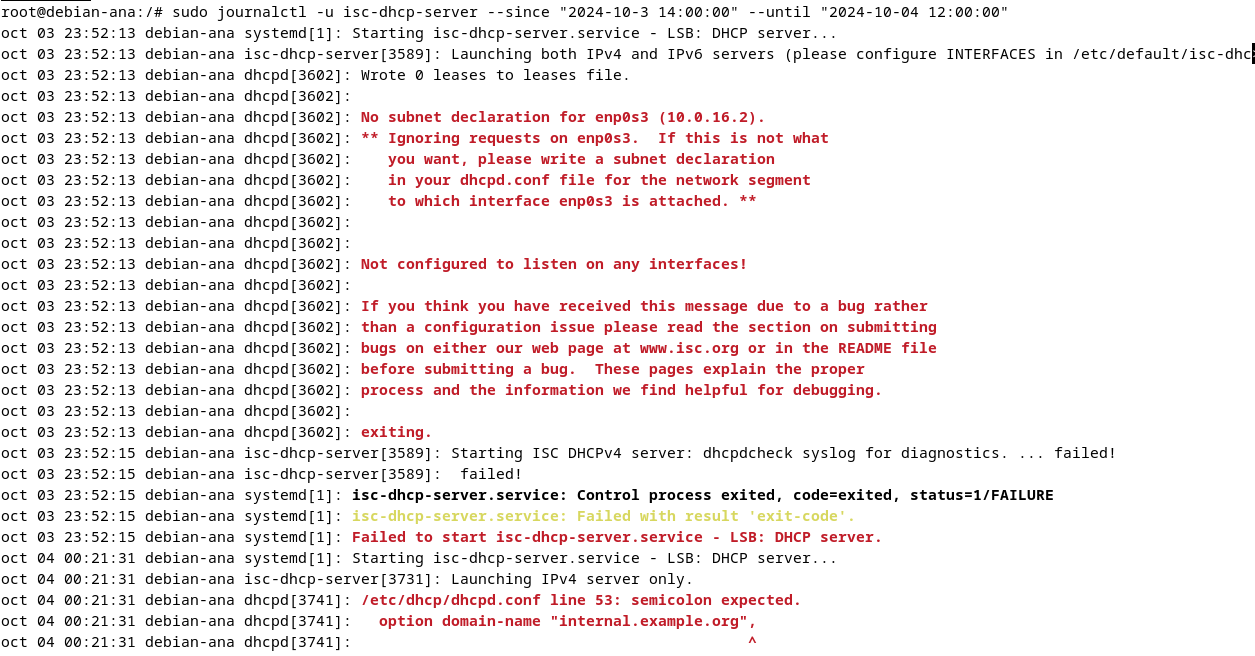 root@debian-ana:/# sudo journalctl -u isc-dhcp-server --since "2024-10-3 14:00:00" --until "2024-10-04 12:00:00"
oct 03 23:52:13 debian-ana systemd[1]: Starting isc-dhcp-server.service - LSB: DHCP server...
oct 03 23:52:13 debian-ana isc-dhcp-server[3589]: Launching both IPv4 and IPv6 servers (please configure INTERFACES in /etc/default/isc-dhc>
oct 03 23:52:13 debian-ana dhcpd[3602]: Wrote 0 leases to leases file.
oct 03 23:52:13 debian-ana dhcpd[3602]:
oct 03 23:52:13 debian-ana dhcpd[3602]: No subnet declaration for enp0s3 (10.0.16.2).
oct 03 23:52:13 debian-ana dhcpd[3602]: ** Ignoring requests on enp0s3.  If this is not what
oct 03 23:52:13 debian-ana dhcpd[3602]:    you want, please write a subnet declaration
oct 03 23:52:13 debian-ana dhcpd[3602]:    in your dhcpd.conf file for the network segment
oct 03 23:52:13 debian-ana dhcpd[3602]:    to which interface enp0s3 is attached. **
oct 03 23:52:13 debian-ana dhcpd[3602]:
oct 03 23:52:13 debian-ana dhcpd[3602]:
oct 03 23:52:13 debian-ana dhcpd[3602]: Not configured to listen on any interfaces!
oct 03 23:52:13 debian-ana dhcpd[3602]:
oct 03 23:52:13 debian-ana dhcpd[3602]: If you think you have received this message due to a bug rather
oct 03 23:52:13 debian-ana dhcpd[3602]: than a configuration issue please read the section on submitting
oct 03 23:52:13 debian-ana dhcpd[3602]: bugs on either our web page at www.isc.org or in the README file
oct 03 23:52:13 debian-ana dhcpd[3602]: before submitting a bug.  These pages explain the proper
oct 03 23:52:13 debian-ana dhcpd[3602]: process and the information we find helpful for debugging.
oct 03 23:52:13 debian-ana dhcpd[3602]:
oct 03 23:52:13 debian-ana dhcpd[3602]: exiting.
oct 03 23:52:15 debian-ana isc-dhcp-server[3589]: Starting ISC DHCPv4 server: dhcpdcheck syslog for diagnostics. ... failed!
oct 03 23:52:15 debian-ana isc-dhcp-server[3589]:  failed!
oct 03 23:52:15 debian-ana systemd[1]: isc-dhcp-server.service: Control process exited, code=exited, status=1/FAILURE
oct 03 23:52:15 debian-ana systemd[1]: isc-dhcp-server.service: Failed with result 'exit-code'.
oct 03 23:52:15 debian-ana systemd[1]: Failed to start isc-dhcp-server.service - LSB: DHCP server.
oct 04 00:21:31 debian-ana systemd[1]: Starting isc-dhcp-server.service - LSB: DHCP server...
oct 04 00:21:31 debian-ana isc-dhcp-server[3731]: Launching IPv4 server only.
oct 04 00:21:31 debian-ana dhcpd[3741]: /etc/dhcp/dhcpd.conf line 53: semicolon expected.
oct 04 00:21:31 debian-ana dhcpd[3741]:   option domain-name "internal.example.org",
oct 04 00:21:31 debian-ana dhcpd[3741]:                                            ^